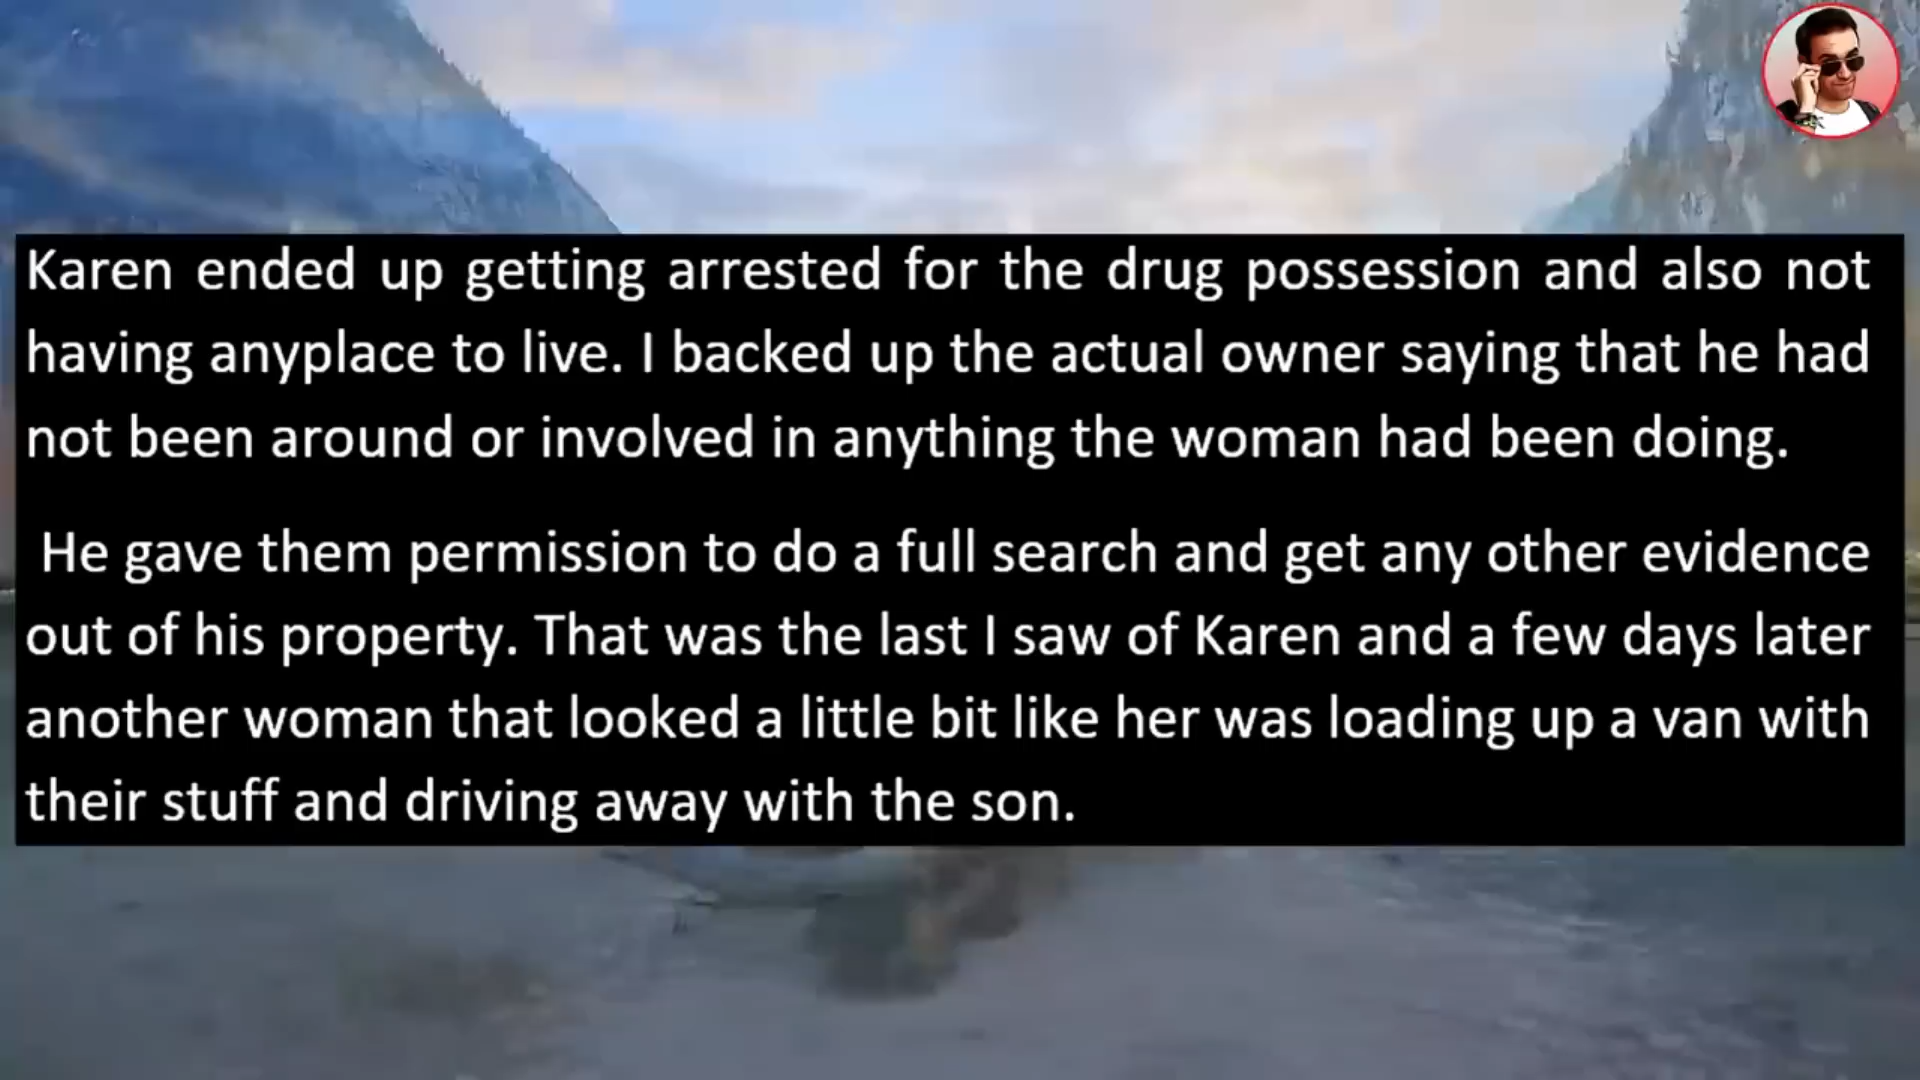 Karen ended up getting arrested for the drug possession and also not
having anyplace to live. I backed up the actual owner saying that he had
not been around or involved in anything the woman had been doing.
He gave them permission to do a full search and get any other evidence
out of his property. That was the last I saw of Karen and a few days later
another woman that looked a little bit like her was loading up a van with
their stuff and driving away with the son.